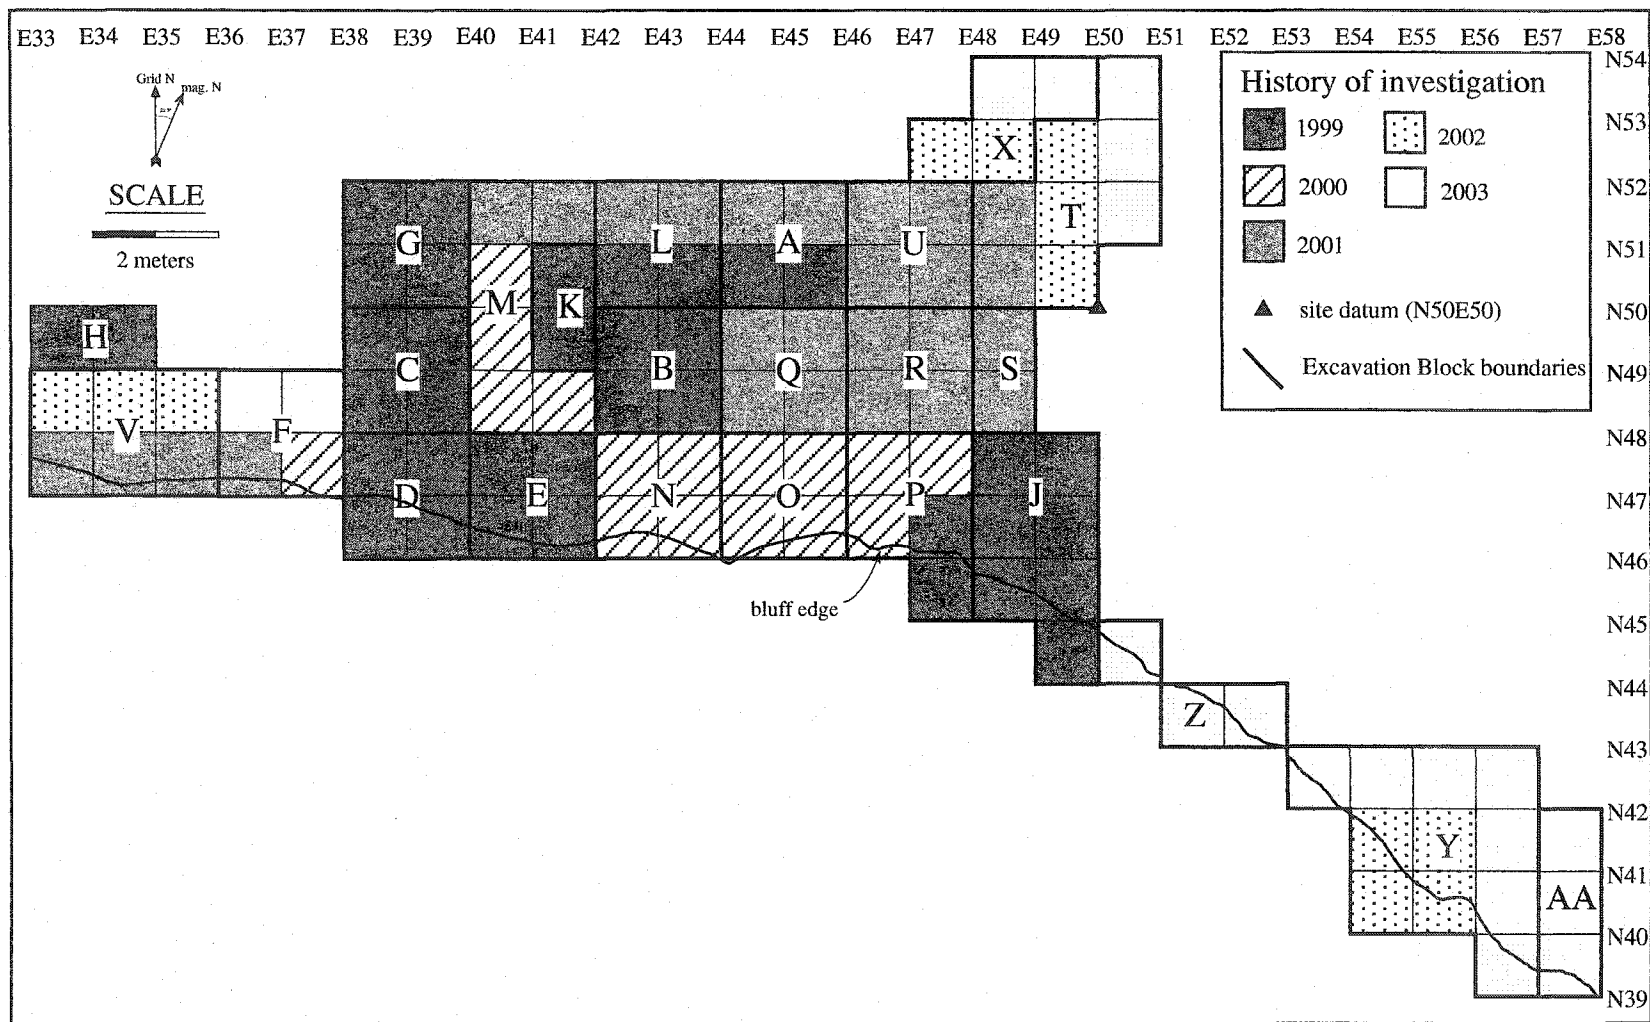 E33 E34 E35 E36 E37 E38 E39 E40 E41 E42 E43 E44 E45 E46 E47 E48 E49 E50 E51 E52 E53 E54 E55 E56 E57 E58
N54
Grid N
mag. N
History of investigation
1999
2002
2000
2003
2001
site datum (N50E50)
Excavation Block boundaries
SCALE
2 meters
N53
X
N52
T
G L A U
N51
M K
N50
H
C B Q R S
N49
V F
N48
D E N O P J
N47
N46
bluff edge
N45
N44
Z
N43
N42
Y
N41
AA
N40
N39